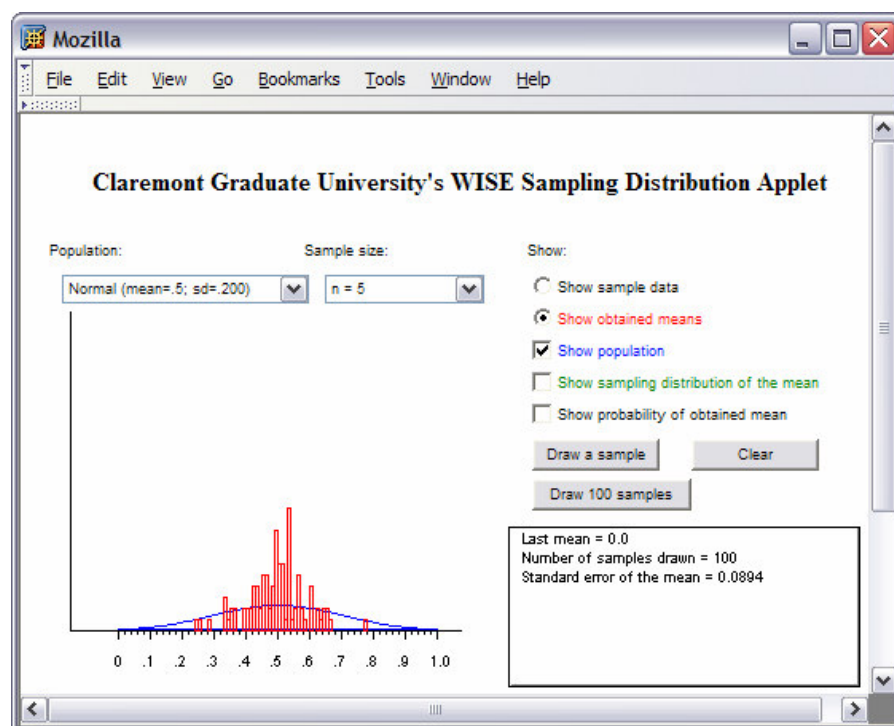 Mozilla
File Edit View Go Bookmarks Tools Window Help
Claremont Graduate University's WISE Sampling Distribution Applet
Population: Sample size: Show:
Normal (mean=.5; sd=.200) n = 5
Show sample data
Show obtained means
Show population
Show sampling distribution of the mean
Show probability of obtained mean
Draw a sample Clear
Draw 100 samples
Last mean = 0.0
Number of samples drawn = 100
Standard error of the mean = 0.0894
0 .1 .2 .3 .4 .5 .6 .7 .8 .9 1.0